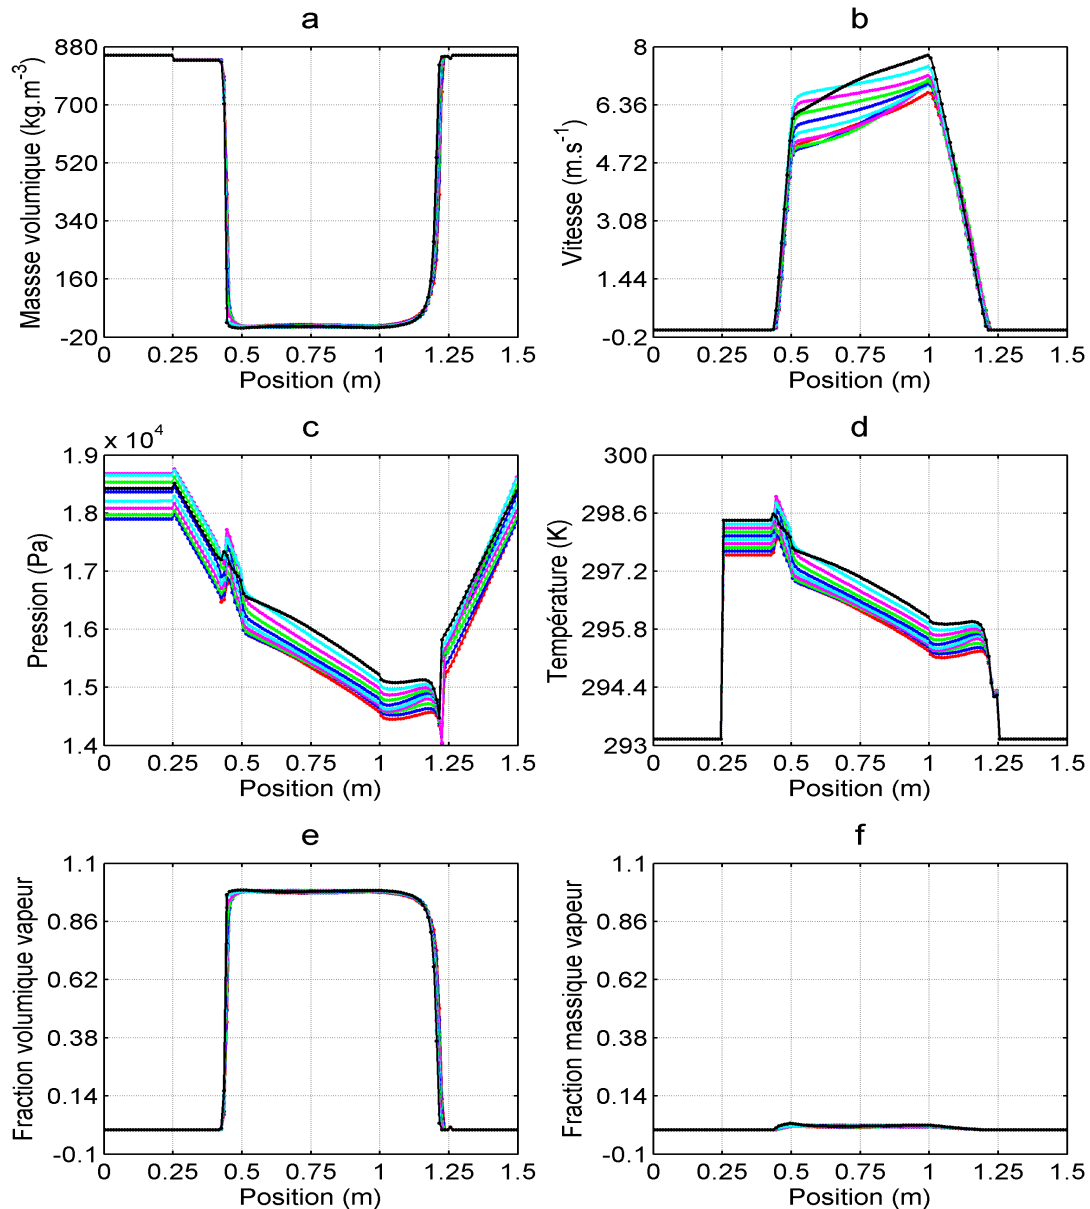 a
880
700
520
340
160
-20
0 0.25 0.5 0.75 1 1.25 1.5
Position (m)
Massse volumique (kg.m-3)
b
8
6.36
4.72
3.08
1.44
-0.2
0 0.25 0.5 0.75 1 1.25 1.5
Position (m)
Vitesse (m.s-1)
c
x 104
1.9
1.8
1.7
1.6
1.5
1.4
0 0.25 0.5 0.75 1 1.25 1.5
Position (m)
Pression (Pa)
d
300
298.6
297.2
295.8
294.4
293
0 0.25 0.5 0.75 1 1.25 1.5
Position (m)
Température (K)
e
1.1
0.86
0.62
0.38
0.14
-0.1
0 0.25 0.5 0.75 1 1.25 1.5
Position (m)
Fraction volumique vapeur
f
1.1
0.86
0.62
0.38
0.14
-0.1
0 0.25 0.5 0.75 1 1.25 1.5
Position (m)
Fraction massique vapeur